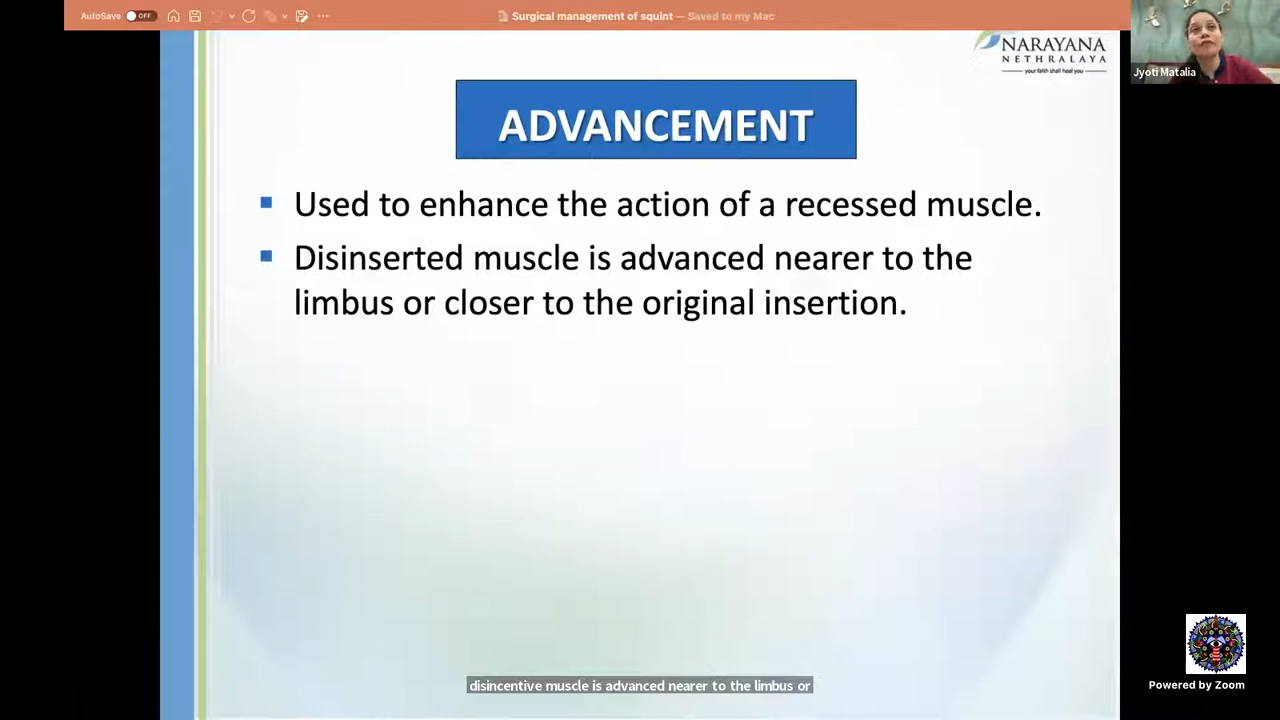 AutoSave OFF
Surgical management of squint — Saved to my Mac
NARAYANA
NETHRALAYA
your faith shall heal you
Jyoti Matalia
ADVANCEMENT
Used to enhance the action of a recessed muscle.
Disinserted muscle is advanced nearer to the
limbus or closer to the original insertion.
disincentive muscle is advanced nearer to the limbus or
Powered by Zoom